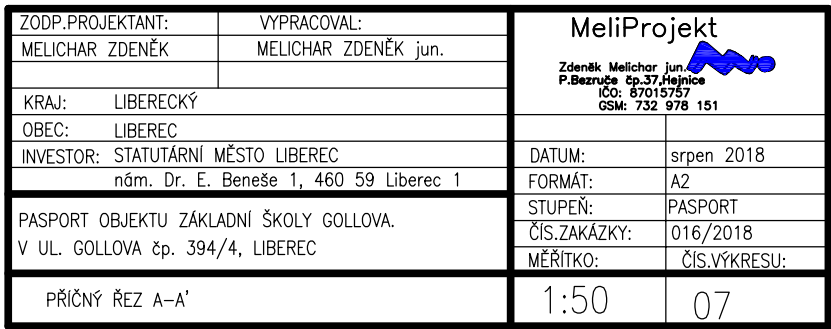 ZODP.PROJEKTANT: VYPRACOVAL:
MELICHAR ZDENĚK MELICHAR ZDENĚK jun.
KRAJ: LIBERECKÝ
OBEC: LIBEREC
INVESTOR: STATUTÁRNÍ MĚSTO LIBEREC
nám. Dr. E. Beneše 1, 460 59 Liberec 1
PASPORT OBJEKTU ZÁKLADNÍ ŠKOLY GOLLOVA.
V UL. GOLLOVA čp. 394/4, LIBEREC
PŘÍČNÝ ŘEZ A-A'
MeliProjekt
Zdeněk Melichar jun.
P.Bezruče čp.37,Hejnice
IČO: 87015757
GSM: 732 978 151
DATUM: srpen 2018
FORMÁT: A2
STUPEŇ: PASPORT
ČÍS.ZAKÁZKY: 016/2018
MĚŘÍTKO: ČÍS.VÝKRESU:
1:50 07